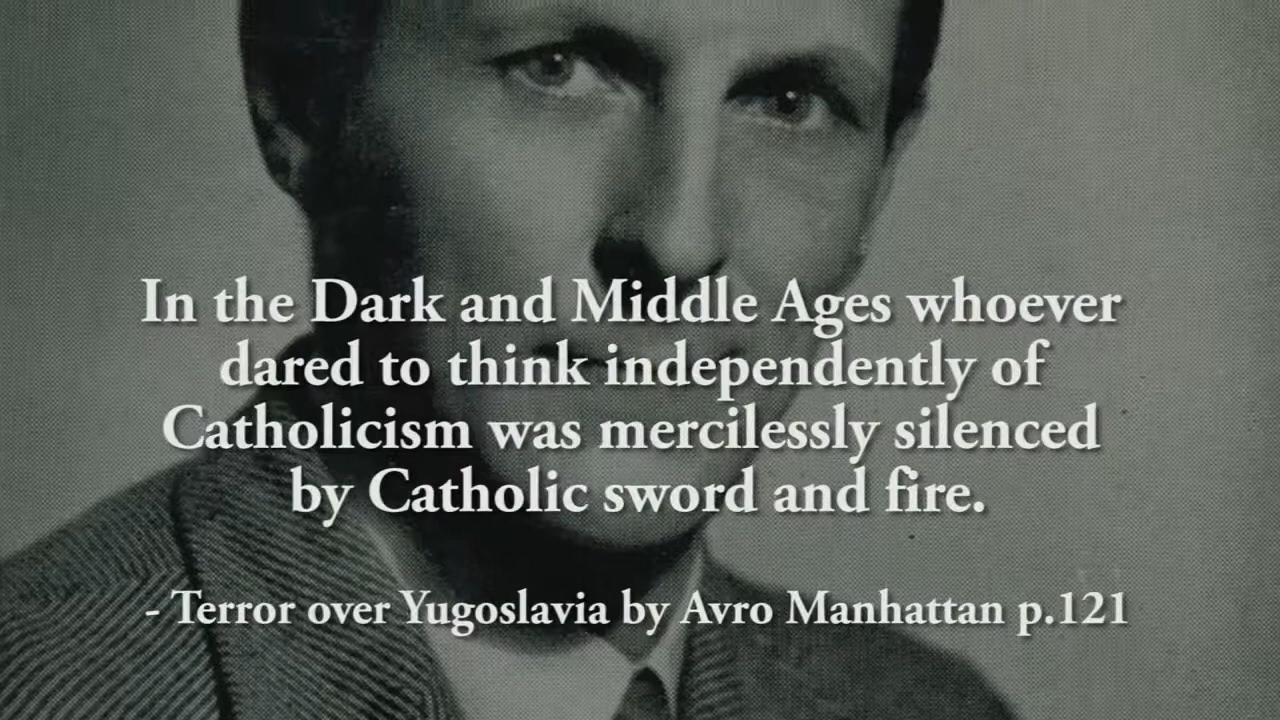 In the Dark and Middle Ages whoever
dared to think independently of
Catholicism was mercilessly silenced
by Catholic sword and fire.
- Terror over Yugoslavia by Avro Manhattan p.121